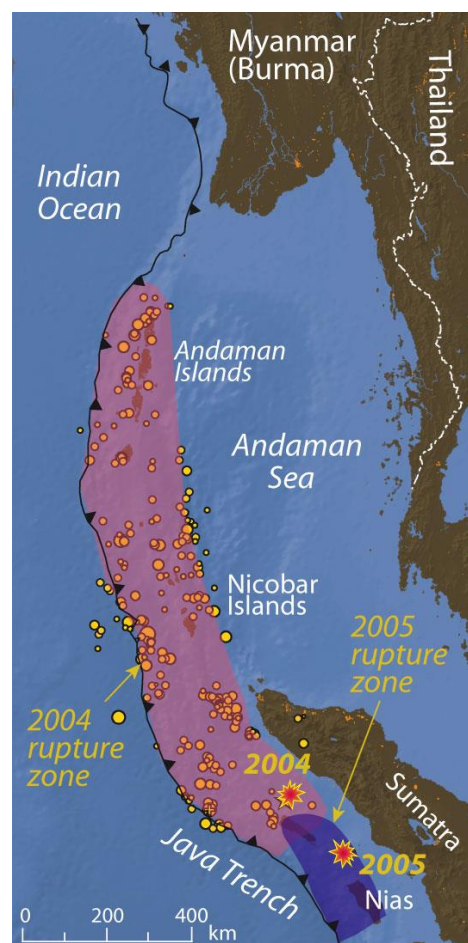 Myanmar
(Burma)
Thailand
Indian
Ocean
Andaman
Islands
Andaman
Sea
Nicobar
Islands
2005
rupture
zone
2004
rupture
zone
2004
Sumatra
2005
Java Trench
Nias
0 200 400
km